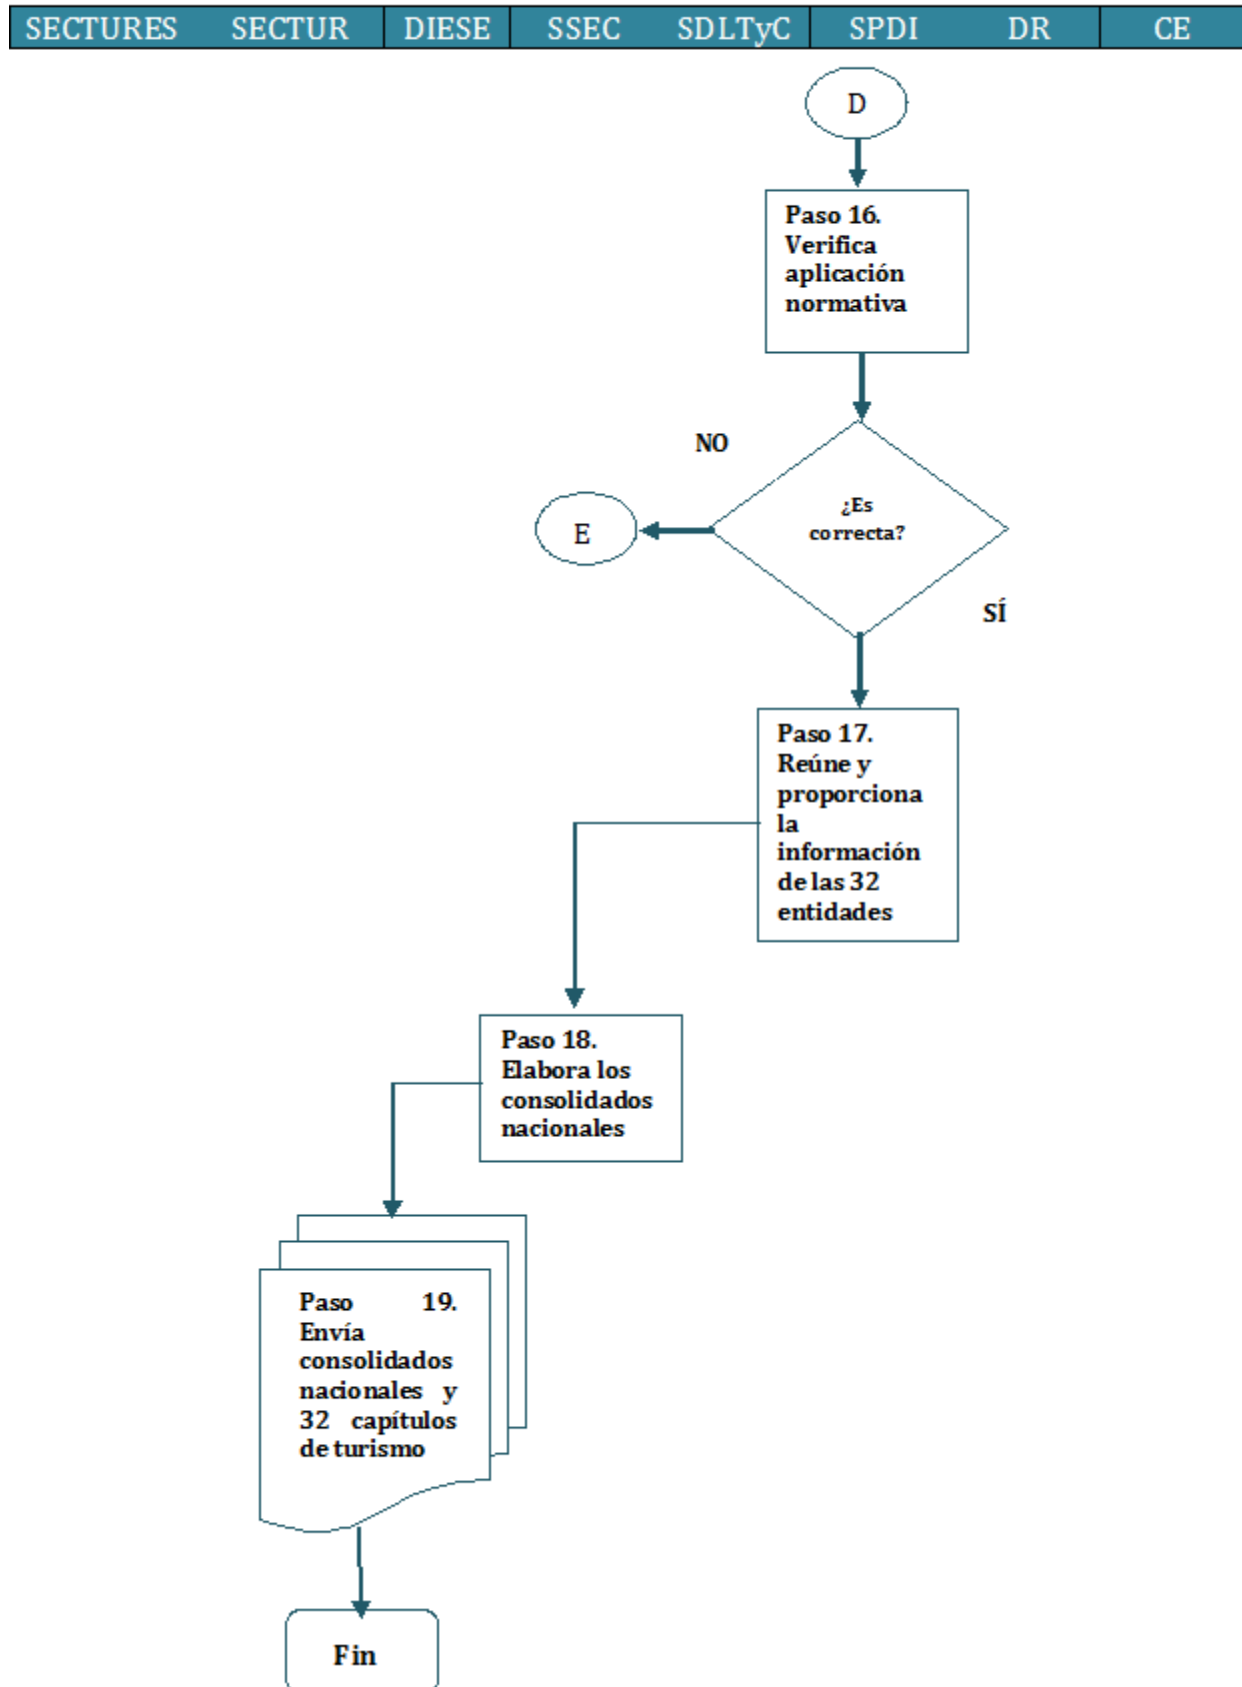 SECTURES SECTUR DIESE SSEC SDLTyC SPDI DR CE
D
Paso 16.
Verifica
aplicación
normativa
NO
¿Es
correcta?
E
SÍ
Paso 17.
Reúne y
proporciona
la
información
de las 32
entidades
Paso 18.
Elabora los
consolidados
nacionales
Paso 19.
Envía
consolidados
nacionales y
32 capítulos
de turismo
Fin